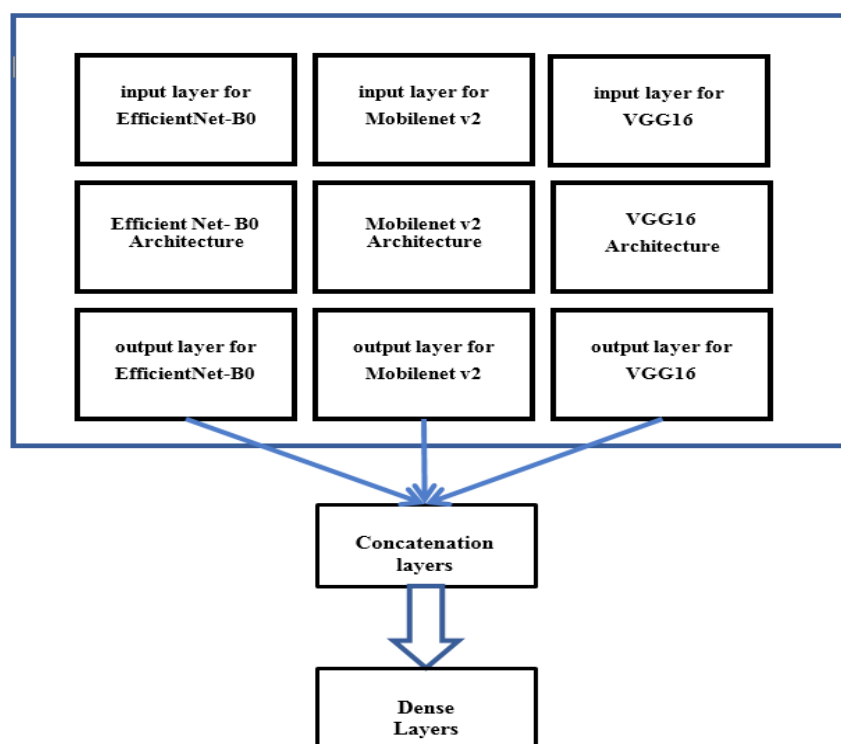 input layer for
EfficientNet-B0
input layer for
Mobilenet v2
input layer for
VGG16
Efficient Net- B0
Architecture
Mobilenet v2
Architecture
VGG16
Architecture
output layer for
EfficientNet-B0
output layer for
Mobilenet v2
output layer for
VGG16
Concatenation
layers
Dense
Layers